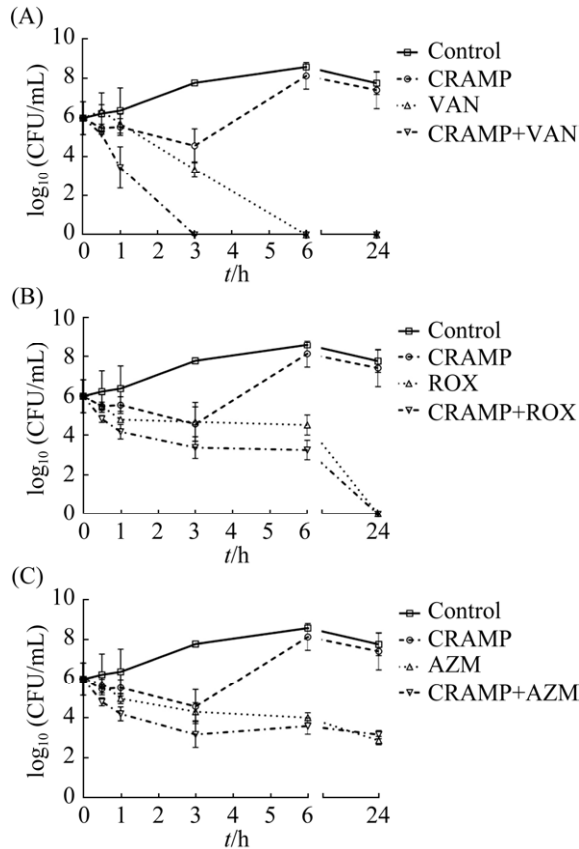 (A)
10
8
6
4
2
0
log₁₀ (CFU/mL)
0 1 2 3 4 5 6 24
t/h
Control
CRAMP
VAN
CRAMP+VAN
(B)
10
8
6
4
2
0
log₁₀ (CFU/mL)
0 1 2 3 4 5 6 24
t/h
Control
CRAMP
ROX
CRAMP+ROX
(C)
10
8
6
4
2
0
log₁₀ (CFU/mL)
0 1 2 3 4 5 6 24
t/h
Control
CRAMP
AZM
CRAMP+AZM